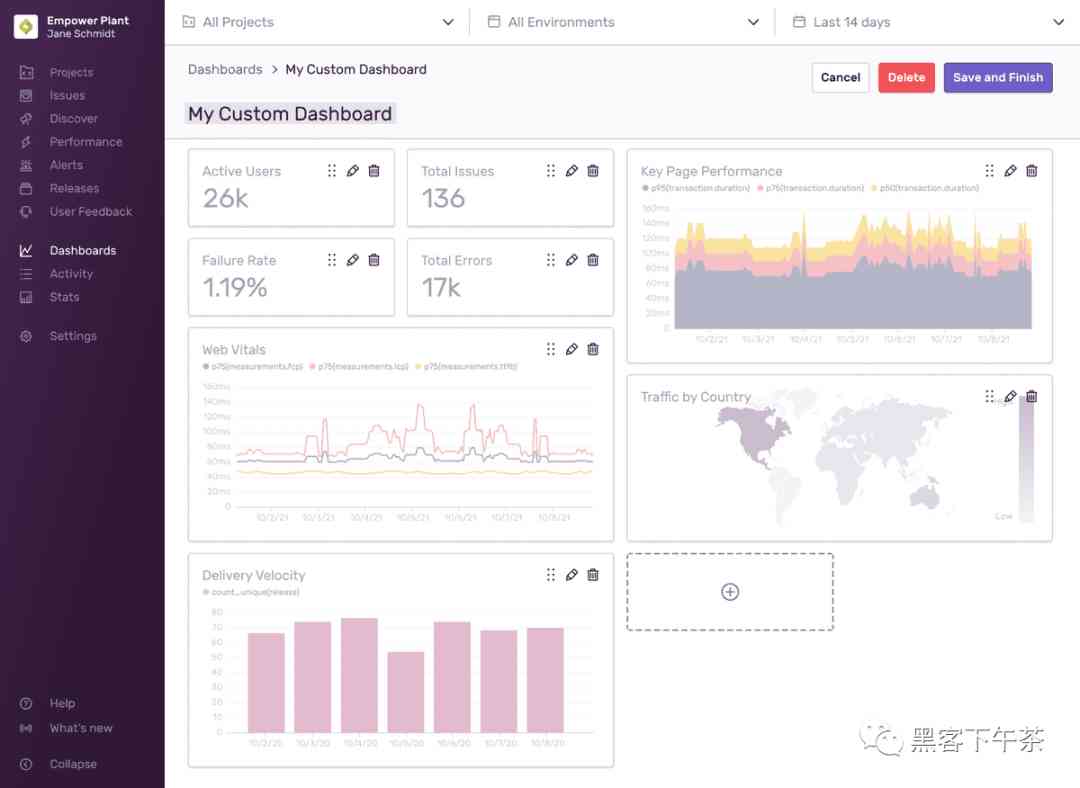 Empower Plant
Jane Schmidt
Projects
Issues
Discover
Performance
Alerts
Releases
User Feedback
Dashboards
Activity
Stats
Settings
Help
What's new
Collapse
All Projects
All Environments
Last 14 days
Dashboards > My Custom Dashboard
Cancel
Delete
Save and Finish
My Custom Dashboard
Active Users
26k
Total Issues
136
Failure Rate
1.19%
Total Errors
17k
Key Page Performance
p95(transaction.duration) p75(transaction.duration) p50(transaction.duration)
160ms
140ms
120ms
100ms
80ms
60ms
40ms
20ms
0
10/2/21 10/3/21 10/4/21 10/5/21 10/6/21 10/7/21 10/8/21
Web Vitals
p75(measurements.fcp) p75(measurements.lcp) p75(measurements.ttfb)
160ms
140ms
120ms
100ms
80ms
60ms
40ms
20ms
0
10/2/21 10/3/21 10/4/21 10/5/21 10/6/21 10/7/21 10/8/21
Traffic by Country
Low
Delivery Velocity
count_unique(release)
80
70
60
50
40
30
20
10
0
10/2/20 10/3/20 10/4/20 10/5/20 10/6/20 10/7/20 10/8/20
黑客下午茶